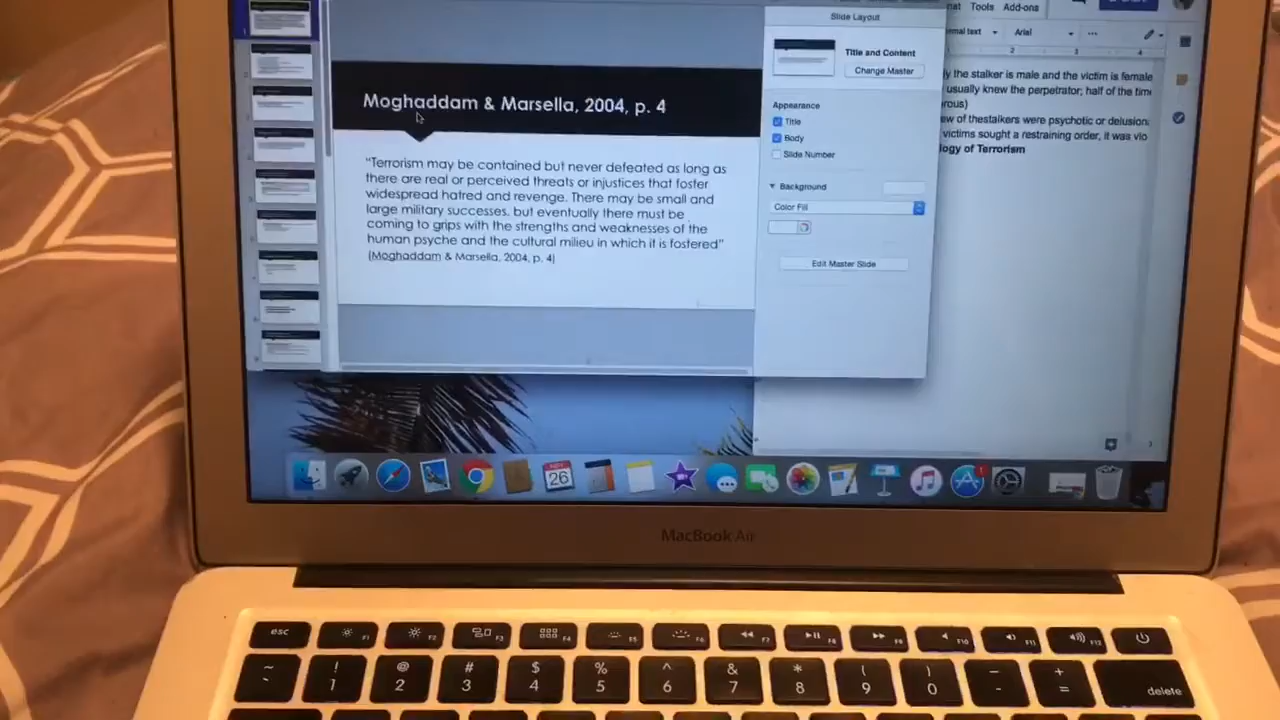 Slide Layout
Title and Content
Change Master
Appearance
Title
Body
Slide Number
Background
Color Fill
Edit Master Slide
Moghaddam & Marsella, 2004, p. 4
"Terrorism may be contained but never defeated as long as
there are real or perceived threats or injustices that foster
widespread hatred and revenge. There may be small and
large military successes, but eventually there must be
coming to grips with the strengths and weaknesses of the
human psyche and the cultural milieu in which it is fostered"
(Moghaddam & Marsella, 2004, p. 4)
Tools Add-ons
Arial
2 3 4
the stalker is male and the victim is female
usually knew the perpetrator; half of the time
ew of thestalkers were psychotic or delusion
victims sought a restraining order, it was vio
logy of Terrorism
26
MacBook Air
esc F1 F2 F3 F4 F5 F6 F7 F8 F9 F10 F11 F12
~ ! @ # $ % ^ & * ( ) – +
` 1 2 3 4 5 6 7 8 9 0 - = delete